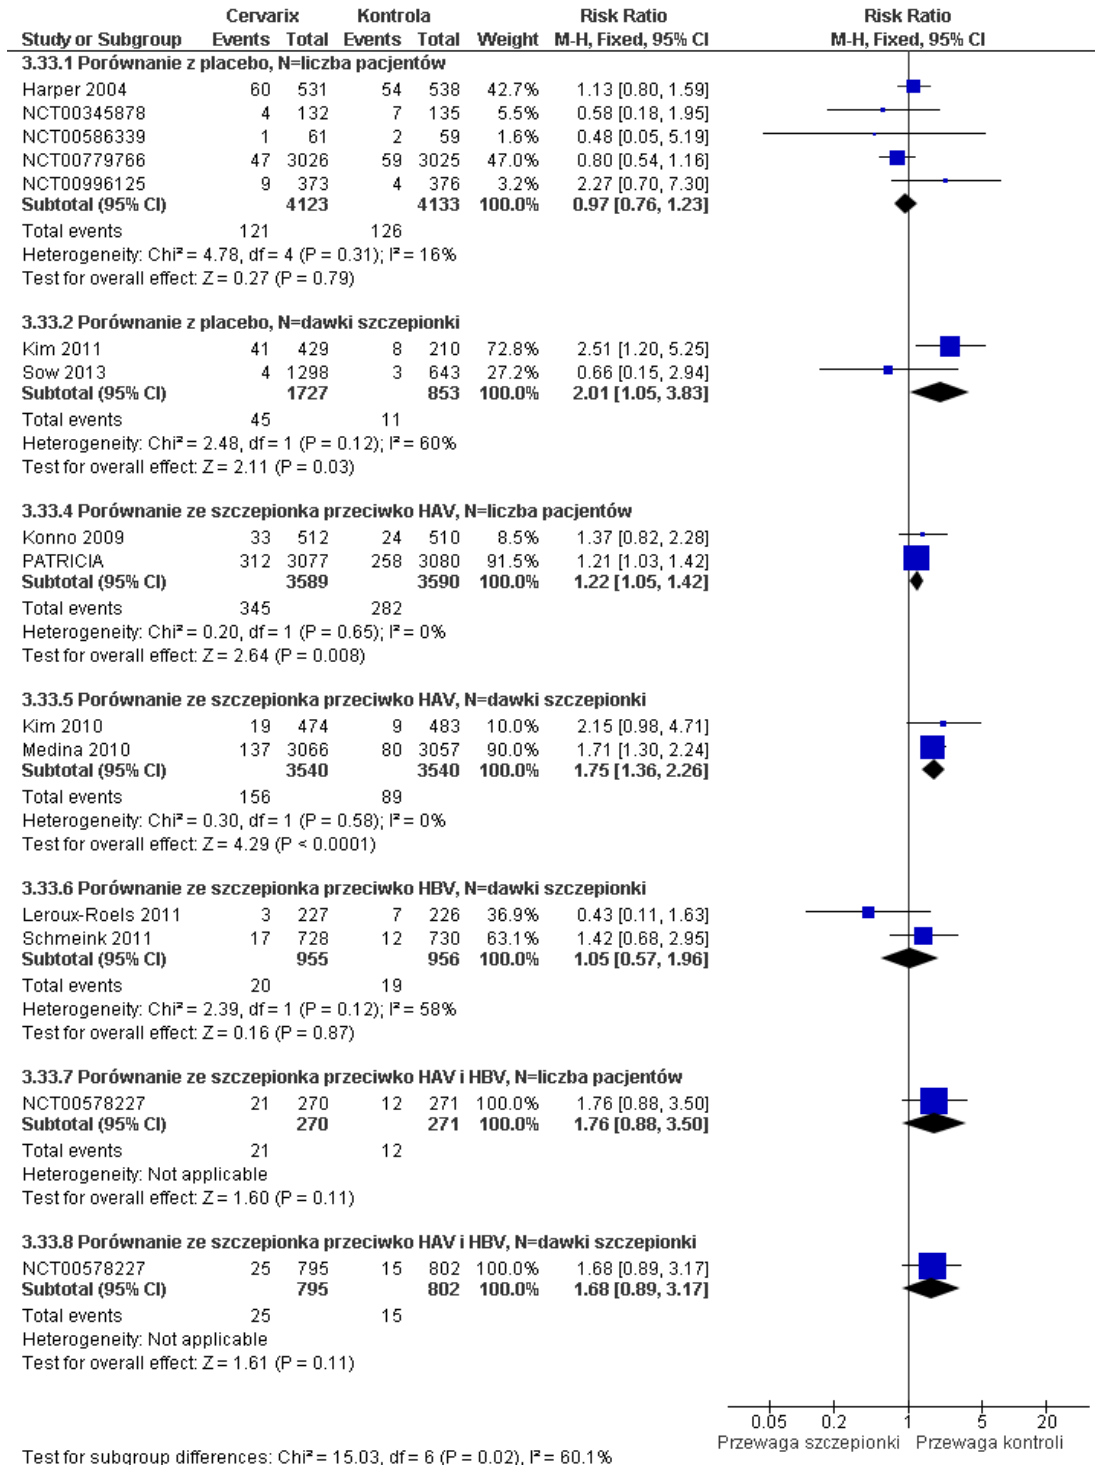 Cervarix Kontrola Risk Ratio Risk Ratio
Study or Subgroup Events Total Events Total Weight M-H, Fixed, 95% CI M-H, Fixed, 95% CI
3.33.1 Porównanie z placebo, N=liczba pacjentów
Harper 2004 60 531 54 538 42.7% 1.13 [0.80, 1.59]
NCT00345878 4 132 7 135 5.5% 0.58 [0.18, 1.95]
NCT00586339 1 61 2 59 1.6% 0.48 [0.05, 5.19]
NCT00779766 47 3026 59 3025 47.0% 0.80 [0.54, 1.16]
NCT00996125 9 373 4 376 3.2% 2.27 [0.70, 7.30]
Subtotal (95% CI) 4123 4133 100.0% 0.97 [0.76, 1.23]
Total events 121 126
Heterogeneity: Chi² = 4.78, df = 4 (P = 0.31); I² = 16%
Test for overall effect: Z = 0.27 (P = 0.79)
3.33.2 Porównanie z placebo, N=dawki szczepionki
Kim 2011 41 429 8 210 72.8% 2.51 [1.20, 5.25]
Sow 2013 4 1298 3 643 27.2% 0.66 [0.15, 2.94]
Subtotal (95% CI) 1727 853 100.0% 2.01 [1.05, 3.83]
Total events 45 11
Heterogeneity: Chi² = 2.48, df = 1 (P = 0.12); I² = 60%
Test for overall effect: Z = 2.11 (P = 0.03)
3.33.4 Porównanie ze szczepionka przeciwko HAV, N=liczba pacjentów
Konno 2009 33 512 24 510 8.5% 1.37 [0.82, 2.28]
PATRICIA 312 3077 258 3080 91.5% 1.21 [1.03, 1.42]
Subtotal (95% CI) 3589 3590 100.0% 1.22 [1.05, 1.42]
Total events 345 282
Heterogeneity: Chi² = 0.20, df = 1 (P = 0.65); I² = 0%
Test for overall effect: Z = 2.64 (P = 0.008)
3.33.5 Porównanie ze szczepionka przeciwko HAV, N=dawki szczepionki
Kim 2010 19 474 9 483 10.0% 2.15 [0.98, 4.71]
Medina 2010 137 3066 80 3057 90.0% 1.71 [1.30, 2.24]
Subtotal (95% CI) 3540 3540 100.0% 1.75 [1.36, 2.26]
Total events 156 89
Heterogeneity: Chi² = 0.30, df = 1 (P = 0.58); I² = 0%
Test for overall effect: Z = 4.29 (P < 0.0001)
3.33.6 Porównanie ze szczepionka przeciwko HBV, N=dawki szczepionki
Leroux-Roels 2011 3 227 7 226 36.9% 0.43 [0.11, 1.63]
Schmeink 2011 17 728 12 730 63.1% 1.42 [0.68, 2.95]
Subtotal (95% CI) 955 956 100.0% 1.05 [0.57, 1.96]
Total events 20 19
Heterogeneity: Chi² = 2.39, df = 1 (P = 0.12); I² = 58%
Test for overall effect: Z = 0.16 (P = 0.87)
3.33.7 Porównanie ze szczepionka przeciwko HAV i HBV, N=liczba pacjentów
NCT00578227 21 270 12 271 100.0% 1.76 [0.88, 3.50]
Subtotal (95% CI) 270 271 100.0% 1.76 [0.88, 3.50]
Total events 21 12
Heterogeneity: Not applicable
Test for overall effect: Z = 1.60 (P = 0.11)
3.33.8 Porównanie ze szczepionka przeciwko HAV i HBV, N=dawki szczepionki
NCT00578227 25 795 15 802 100.0% 1.68 [0.89, 3.17]
Subtotal (95% CI) 795 802 100.0% 1.68 [0.89, 3.17]
Total events 25 15
Heterogeneity: Not applicable
Test for overall effect: Z = 1.61 (P = 0.11)
0.05 0.2 1 5 20
Przewaga szczepionki Przewaga kontroli
Test for subgroup differences: Chi² = 15.03, df = 6 (P = 0.02), I² = 60.1%